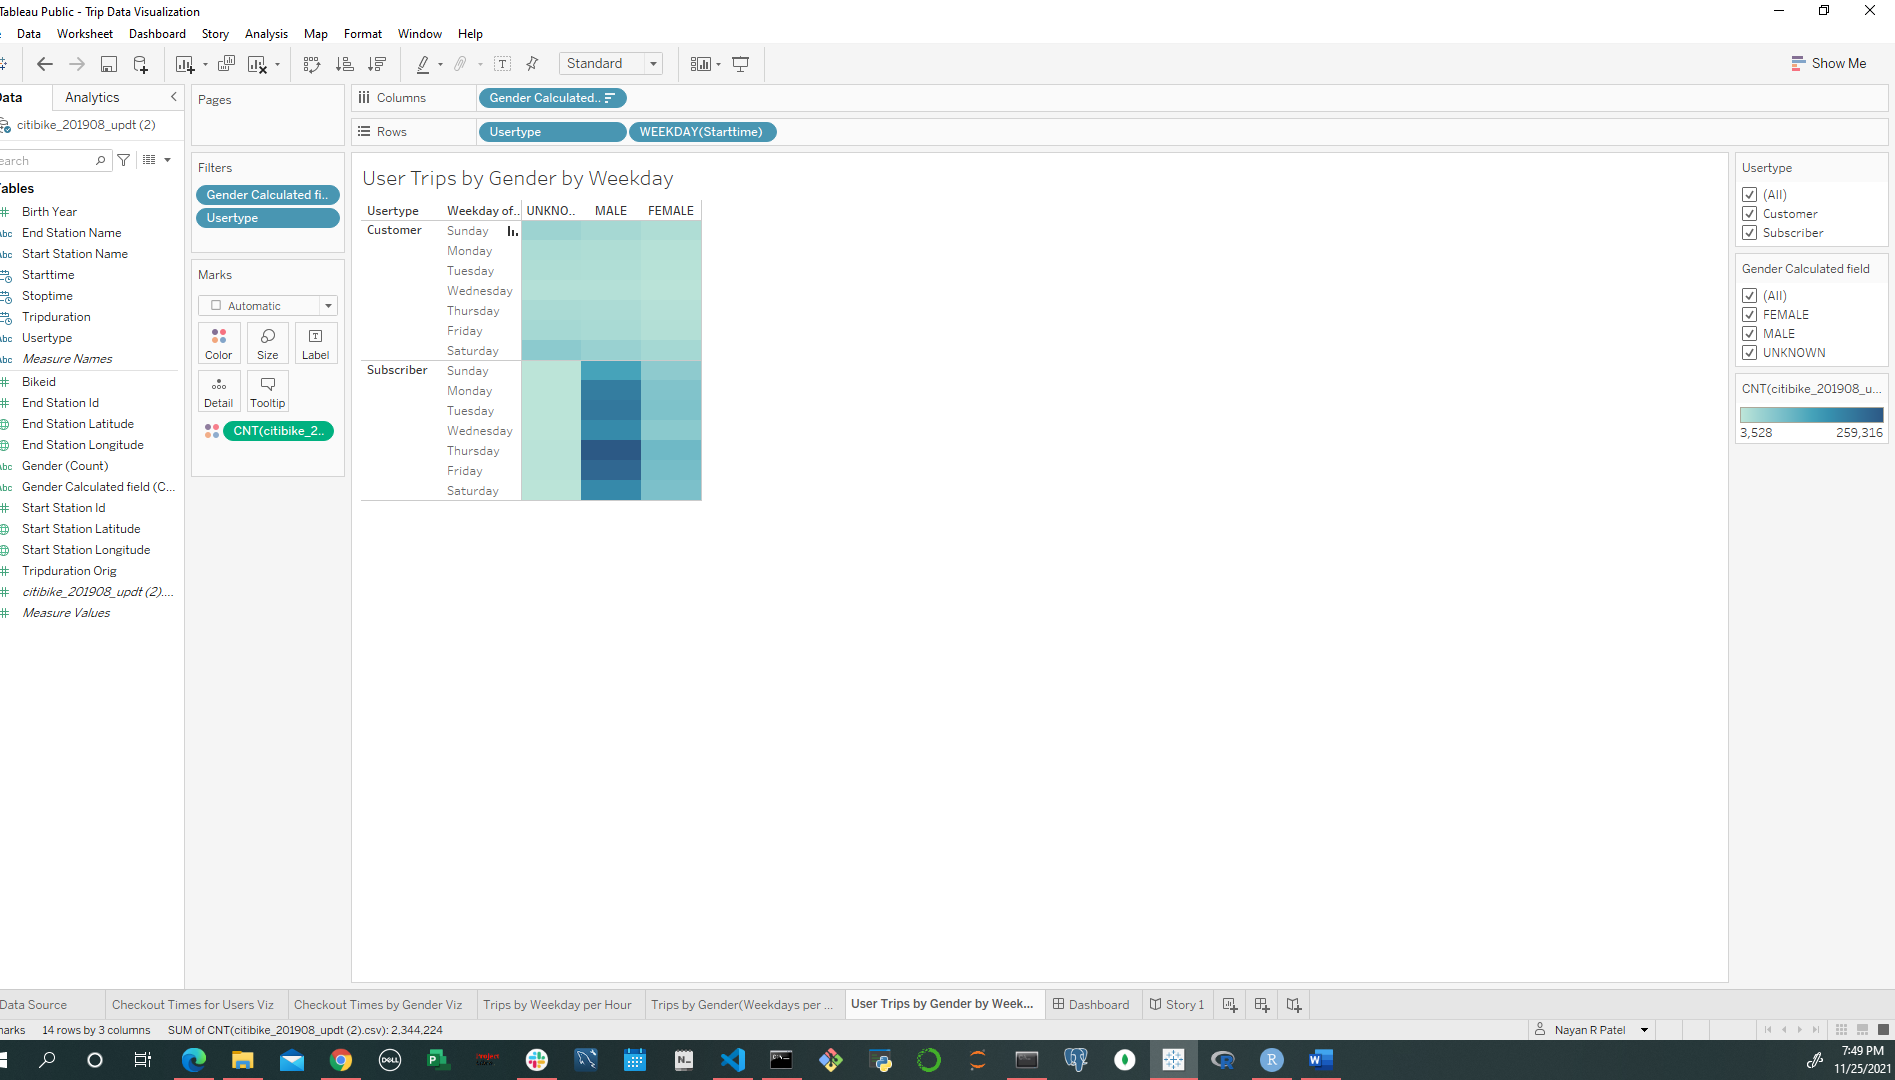 Tableau Public - Trip Data Visualization
Data Worksheet Dashboard Story Analysis Map Format Window Help
Standard
Show Me
Data Analytics
citibike_201908_updt (2)
earch
Tables
Birth Year
Abc End Station Name
Abc Start Station Name
Starttime
Stoptime
Tripduration
Abc Usertype
Abc Measure Names
Bikeid
End Station Id
End Station Latitude
End Station Longitude
Abc Gender (Count)
Abc Gender Calculated field (C...
Start Station Id
Start Station Latitude
Start Station Longitude
Tripduration Orig
citibike_201908_updt (2)....
Measure Values
Pages
Filters
Gender Calculated fi..
Usertype
Marks
Automatic
Color Size Label
Detail Tooltip
CNT(citibike_2..
Columns Gender Calculated..
Rows Usertype WEEKDAY(Starttime)
User Trips by Gender by Weekday
Usertype Weekday of.. UNKNO.. MALE FEMALE
Customer Sunday
Monday
Tuesday
Wednesday
Thursday
Friday
Saturday
Subscriber Sunday
Monday
Tuesday
Wednesday
Thursday
Friday
Saturday
Usertype
(All)
Customer
Subscriber
Gender Calculated field
(All)
FEMALE
MALE
UNKNOWN
CNT(citibike_201908_u...
3,528 259,316
Data Source Checkout Times for Users Viz Checkout Times by Gender Viz Trips by Weekday per Hour Trips by Gender(Weekdays per ... User Trips by Gender by Week... Dashboard Story 1
narks 14 rows by 3 columns SUM of CNT(citibike_201908_updt (2).csv): 2,344,224
Nayan R Patel
7:49 PM
11/25/2021